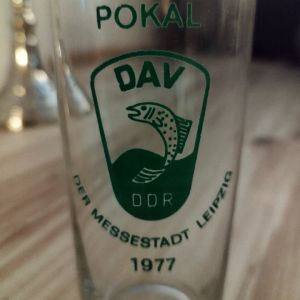 POKAL
DAV
DDR
DER MESSESTADT LEIPZIG
1977